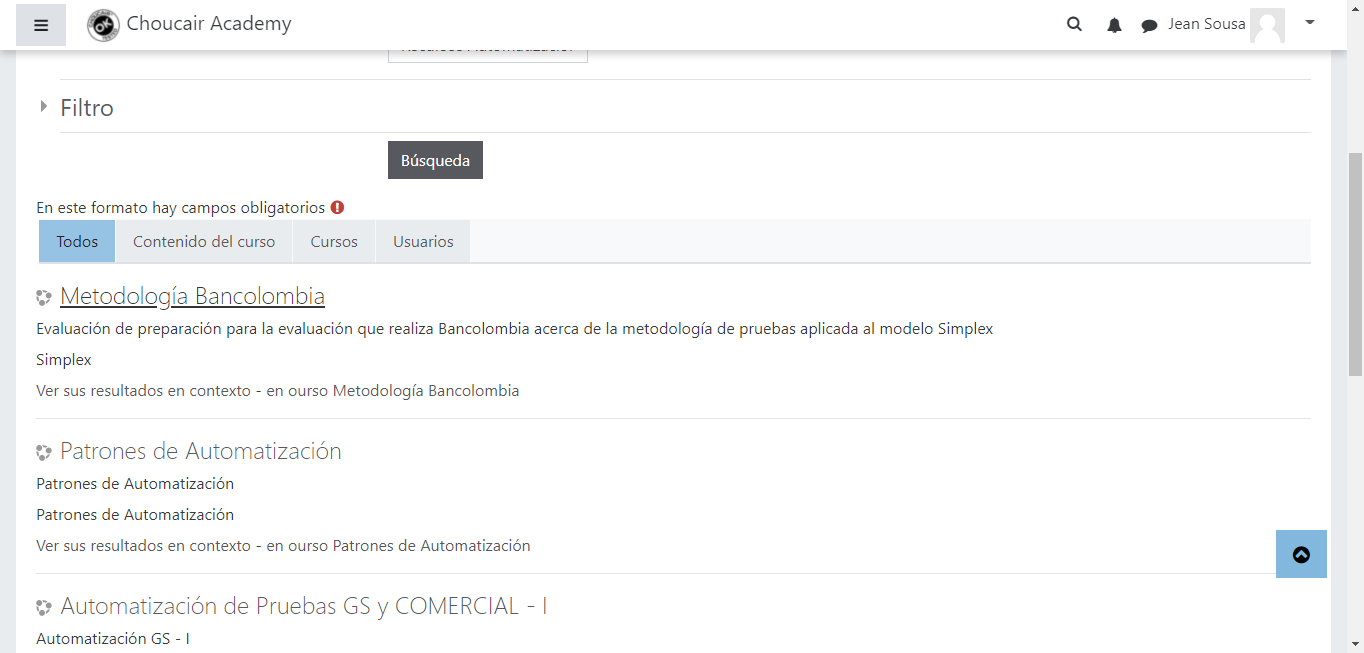 Choucair Academy
Jean Sousa
Filtro
Búsqueda
En este formato hay campos obligatorios
Todos
Contenido del curso
Cursos
Usuarios
Metodología Bancolombia
Evaluación de preparación para la evaluación que realiza Bancolombia acerca de la metodología de pruebas aplicada al modelo Simplex
Simplex
Ver sus resultados en contexto - en ourso Metodología Bancolombia
Patrones de Automatización
Patrones de Automatización
Patrones de Automatización
Ver sus resultados en contexto - en ourso Patrones de Automatización
Automatización de Pruebas GS y COMERCIAL - I
Automatización GS - I